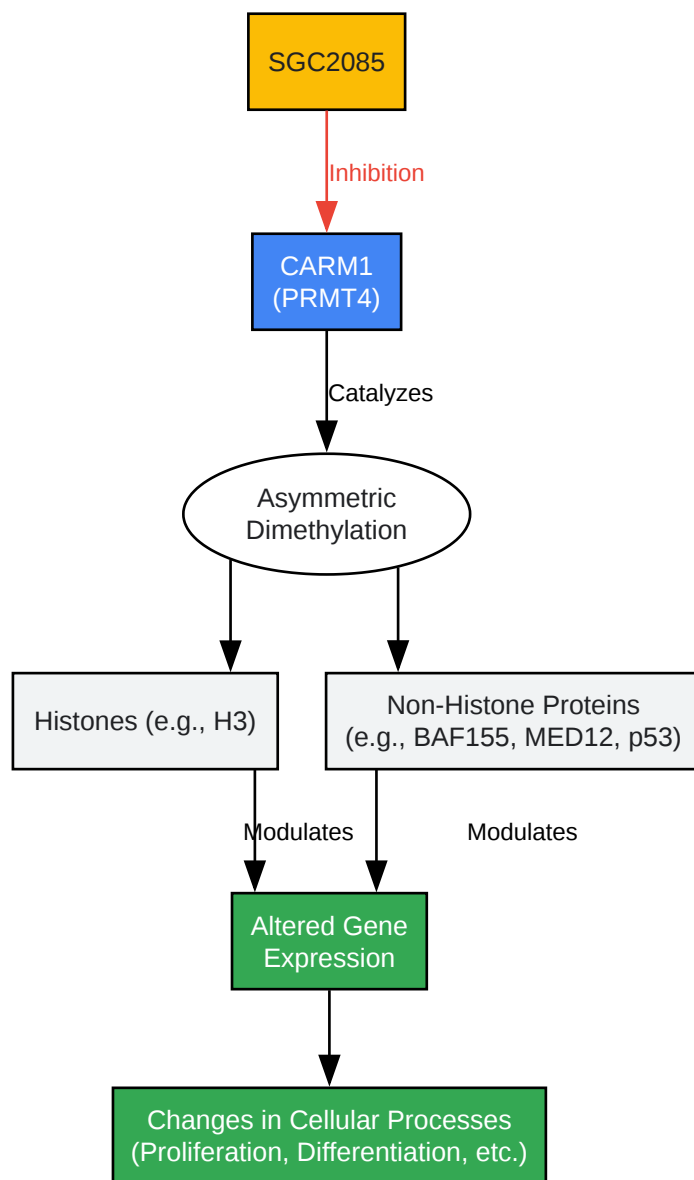 SGC2085
Inhibition
CARM1
(PRMT4)
Catalyzes
Asymmetric
Dimethylation
Histones (e.g., H3)
Non-Histone Proteins
(e.g., BAF155, MED12, p53)
Modulates
Modulates
Altered Gene
Expression
Changes in Cellular Processes
(Proliferation, Differentiation, etc.)